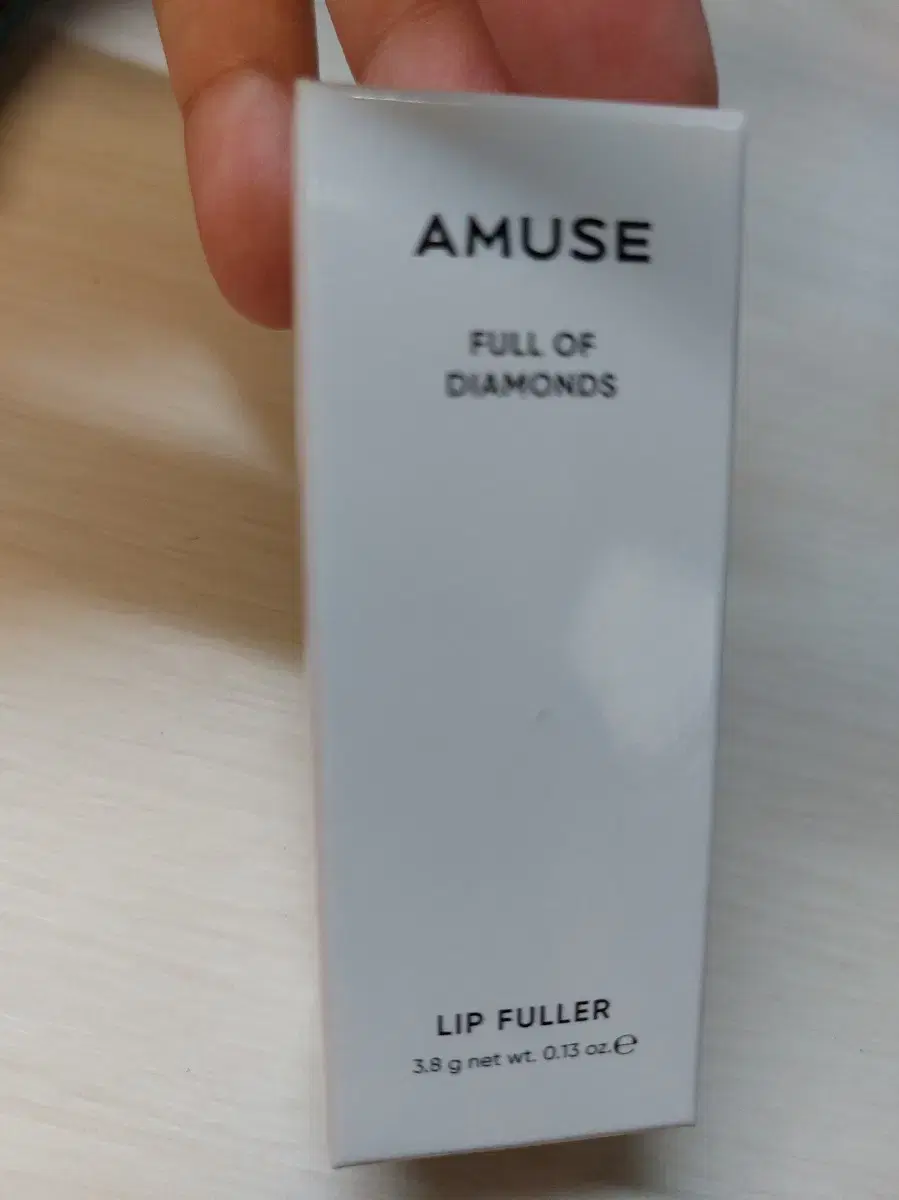 AMUSE
FULL OF
DIAMONDS
LIP FULLER
3.8 g net wt. 0.13 oz.℮